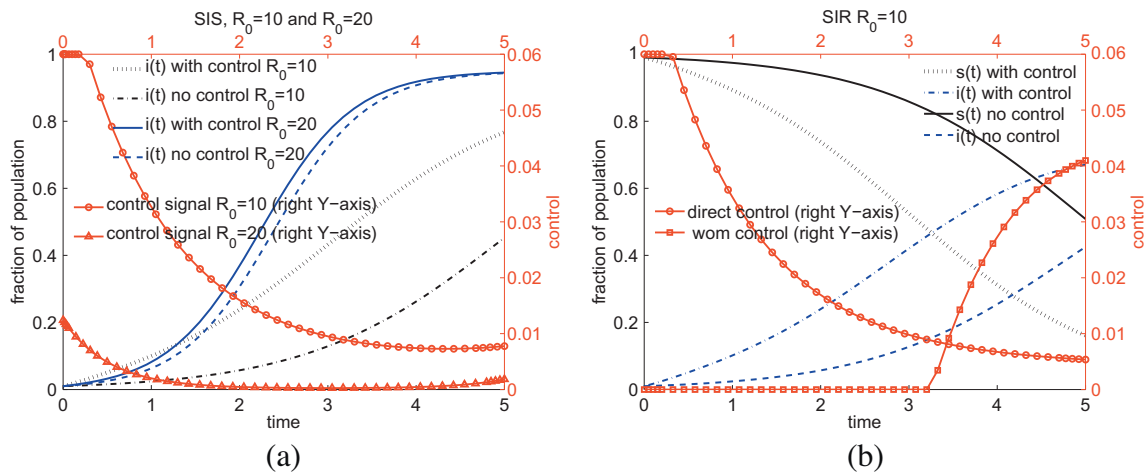 SIS, R0=10 and R0=20
0 1 2 3 4 5
1
0.8
0.6
0.4
0.2
0
fraction of population
i(t) with control R0=10
i(t) no control R0=10
i(t) with control R0=20
i(t) no control R0=20
control signal R0=10 (right Y−axis)
control signal R0=20 (right Y−axis)
0.06
0.05
0.04
0.03
0.02
0.01
0
control
0 1 2 3 4 5
time
(a)
SIR R0=10
0 1 2 3 4 5
1
0.8
0.6
0.4
0.2
0
fraction of population
s(t) with control
i(t) with control
s(t) no control
i(t) no control
direct control (right Y−axis)
wom control (right Y−axis)
0.06
0.05
0.04
0.03
0.02
0.01
0
control
0 1 2 3 4 5
time
(b)